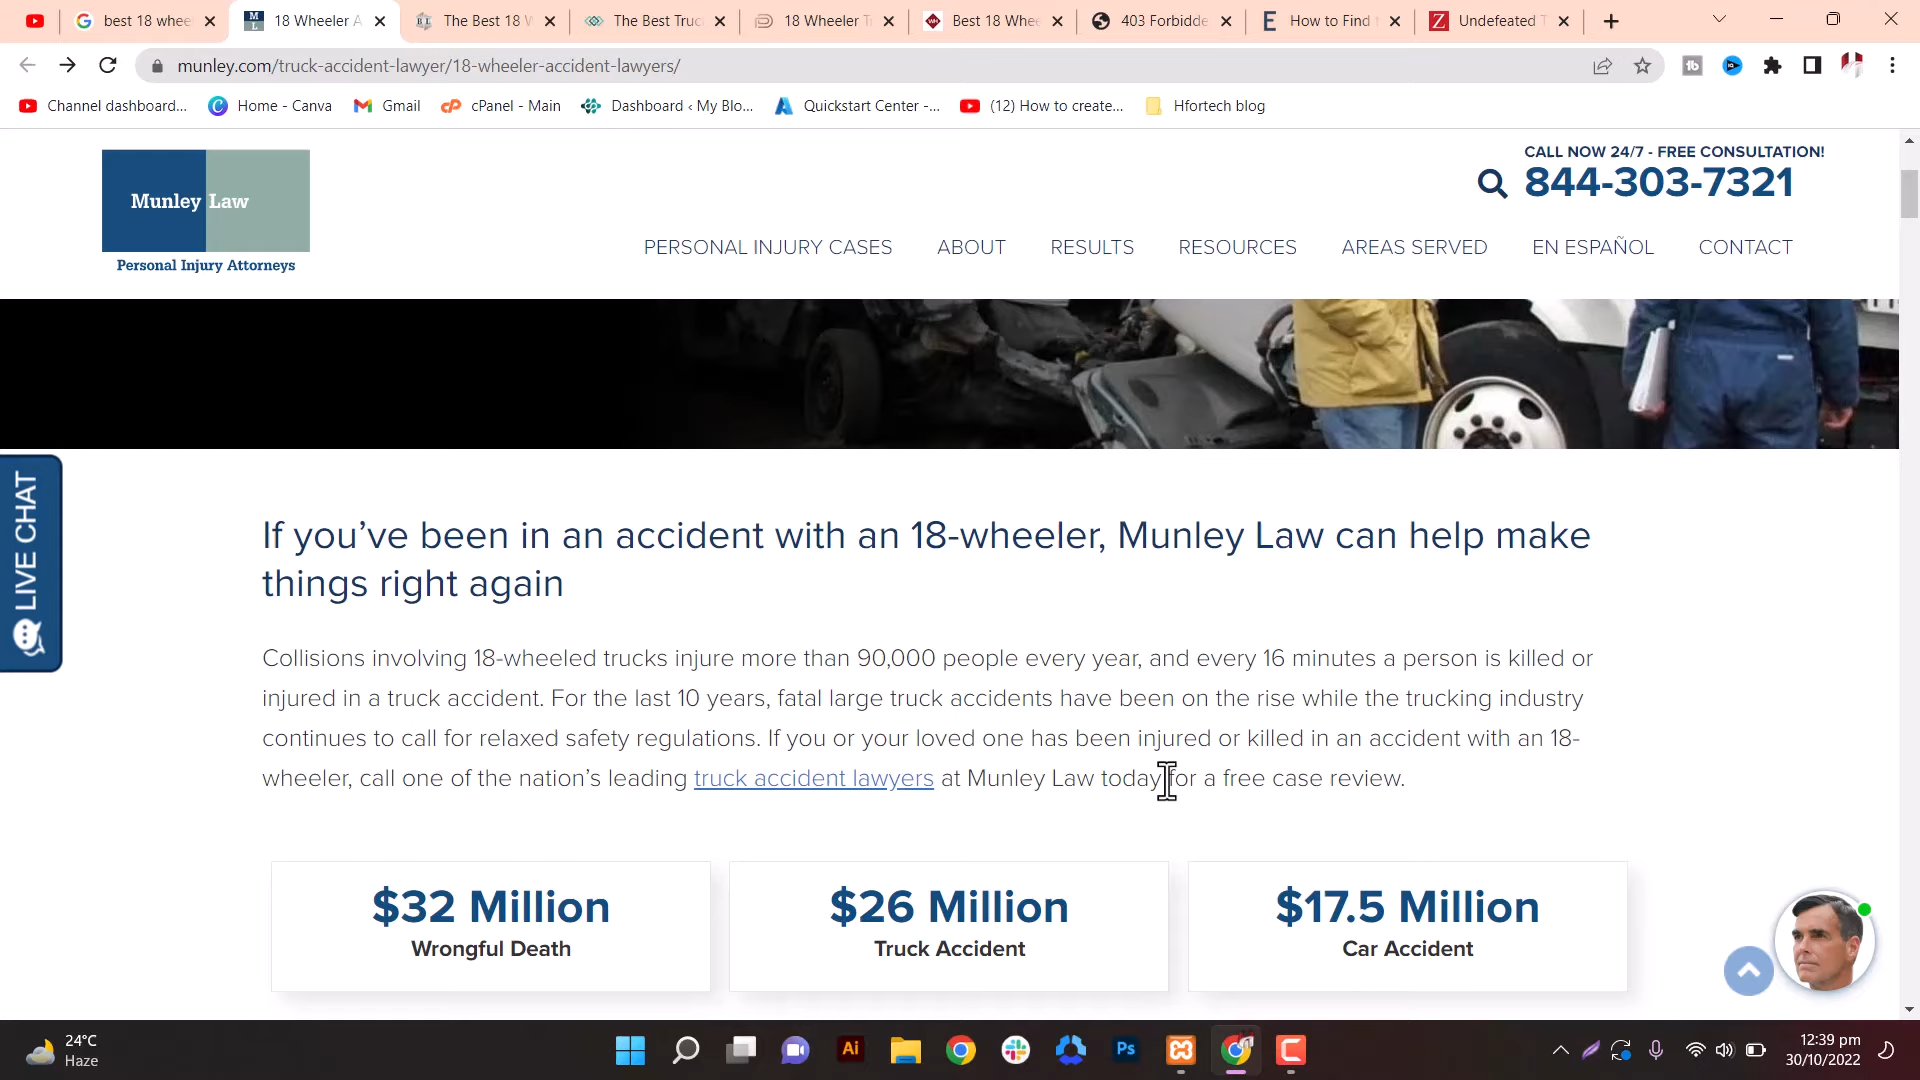 best 18 whee
18 Wheeler A
The Best 18 W
The Best Truc
18 Wheeler T
Best 18 Whee
403 Forbidde
How to Find
Undefeated T
munley.com/truck-accident-lawyer/18-wheeler-accident-lawyers/
Channel dashboard...
Home - Canva
Gmail
cPanel - Main
Dashboard ‹ My Blo...
Quickstart Center -...
(12) How to create...
Hfortech blog
Munley Law
Personal Injury Attorneys
CALL NOW 24/7 - FREE CONSULTATION!
844-303-7321
PERSONAL INJURY CASES
ABOUT
RESULTS
RESOURCES
AREAS SERVED
EN ESPAÑOL
CONTACT
LIVE CHAT
If you’ve been in an accident with an 18-wheeler, Munley Law can help make
things right again
Collisions involving 18-wheeled trucks injure more than 90,000 people every year, and every 16 minutes a person is killed or
injured in a truck accident. For the last 10 years, fatal large truck accidents have been on the rise while the trucking industry
continues to call for relaxed safety regulations. If you or your loved one has been injured or killed in an accident with an 18-
wheeler, call one of the nation’s leading truck accident lawyers at Munley Law today for a free case review.
$32 Million
Wrongful Death
$26 Million
Truck Accident
$17.5 Million
Car Accident
24°C
Haze
Ai
Ps
12:39 pm
30/10/2022